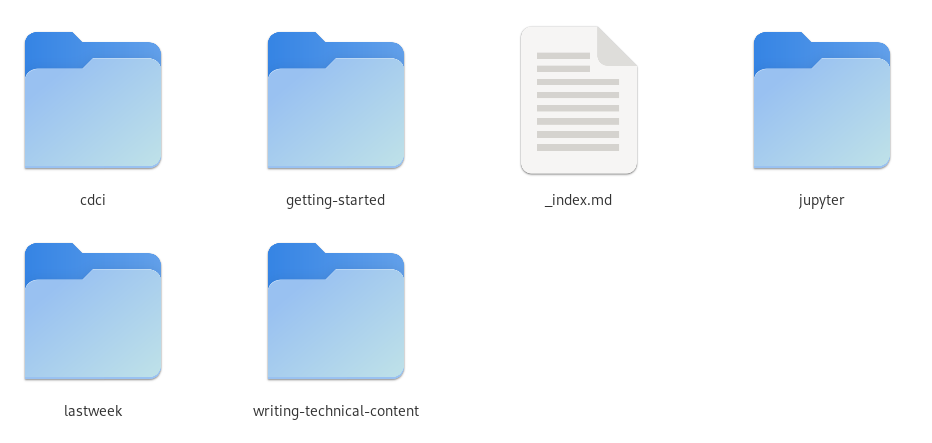 cdci
getting-started
_index.md
jupyter
lastweek
writing-technical-content